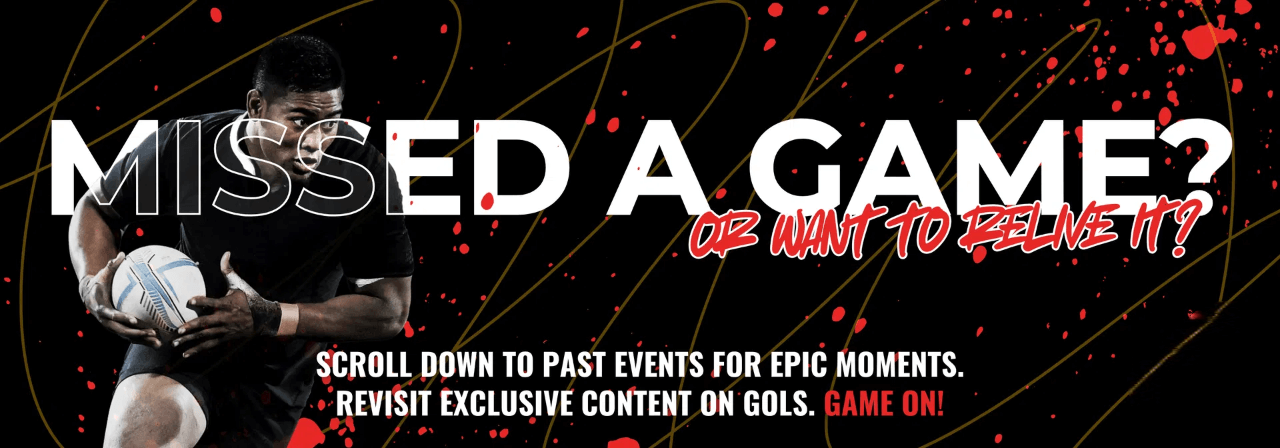 MISSED A GAME?
OR WANT TO RELIVE IT?
SCROLL DOWN TO PAST EVENTS FOR EPIC MOMENTS.
REVISIT EXCLUSIVE CONTENT ON GOLS. GAME ON!